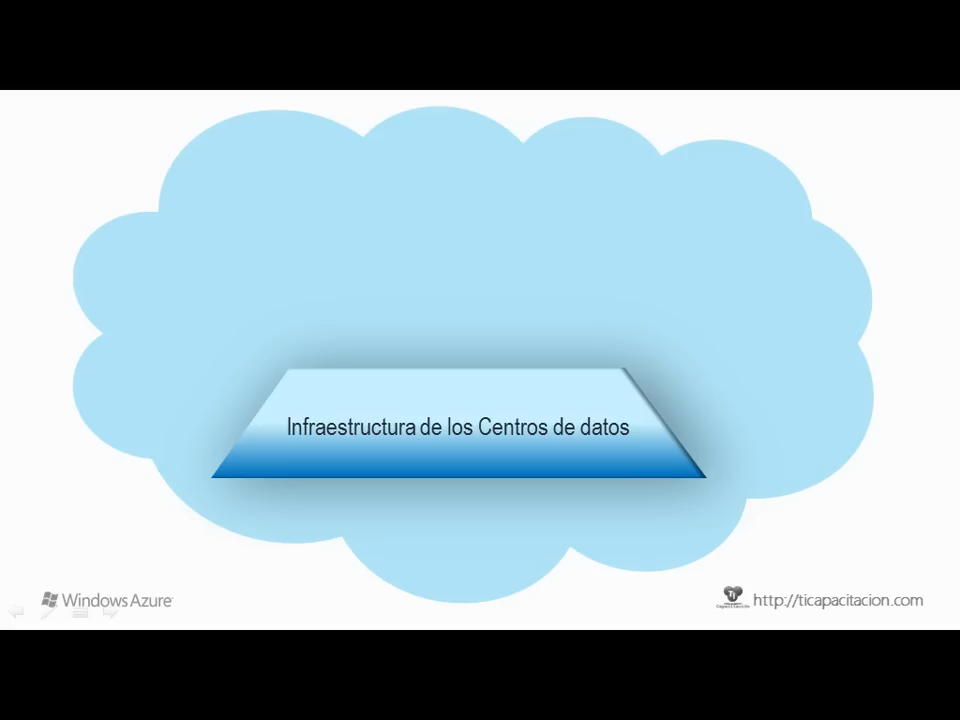 Infraestructura de los Centros de datos
Windows Azure
http://ticapacitacion.com